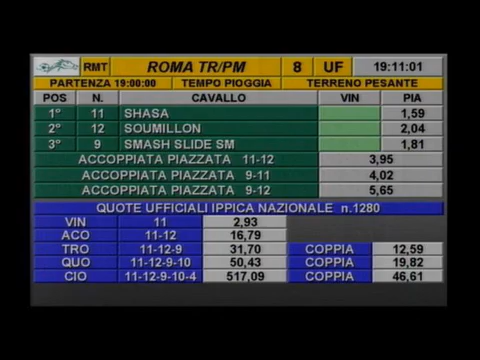 RMT ROMA TR/PM 8 UF 19:11:01
PARTENZA 19:00:00 TEMPO PIOGGIA TERRENO PESANTE
POS N. CAVALLO VIN PIA
1° 11 SHASA 1,59
2° 12 SOUMILLON 2,04
3° 9 SMASH SLIDE SM 1,81
ACCOPPIATA PIAZZATA 11-12 3,95
ACCOPPIATA PIAZZATA 9-11 4,02
ACCOPPIATA PIAZZATA 9-12 5,65
QUOTE UFFICIALI IPPICA NAZIONALE n.1280
VIN 11 2,93
ACO 11-12 16,79
TRO 11-12-9 31,70 COPPIA 12,59
QUO 11-12-9-10 50,43 COPPIA 19,82
CIO 11-12-9-10-4 517,09 COPPIA 46,61